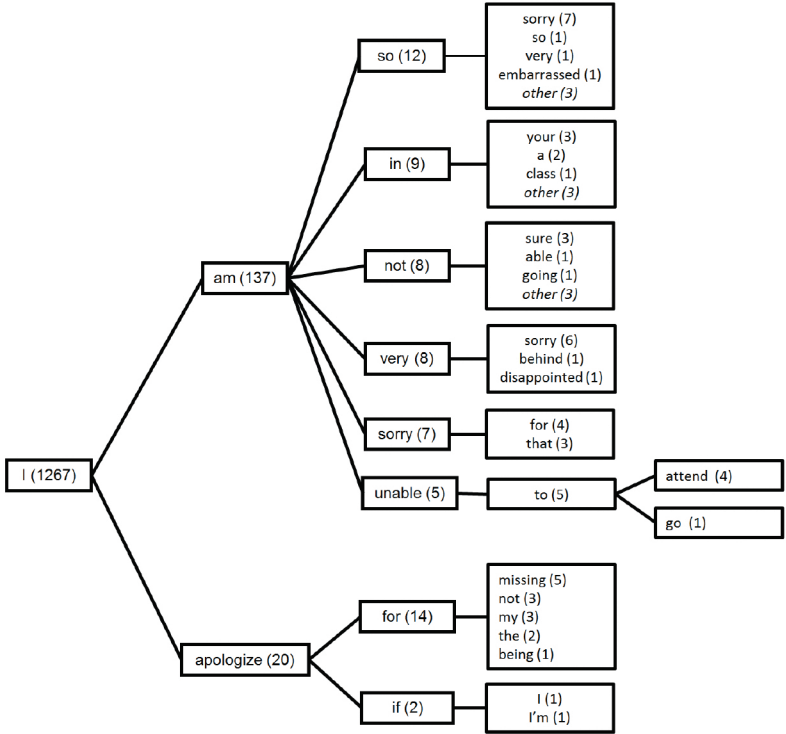 I (1267)
am (137)
so (12)
sorry (7)
so (1)
very (1)
embarrassed (1)
other (3)
in (9)
your (3)
a (2)
class (1)
other (3)
not (8)
sure (3)
able (1)
going (1)
other (3)
very (8)
sorry (6)
behind (1)
disappointed (1)
sorry (7)
for (4)
that (3)
unable (5)
to (5)
attend (4)
go (1)
apologize (20)
for (14)
missing (5)
not (3)
my (3)
the (2)
being (1)
if (2)
I (1)
I'm (1)